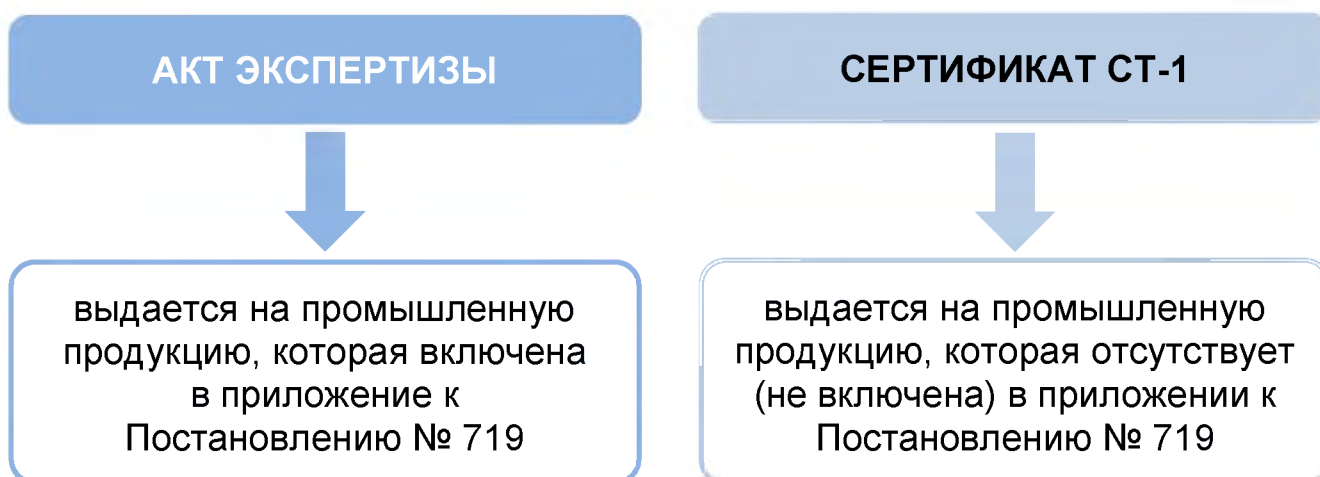 АКТ ЭКСПЕРТИЗЫ
выдается на промышленную
продукцию, которая включена
в приложение к
Постановлению № 719
СЕРТИФИКАТ СТ-1
выдается на промышленную
продукцию, которая отсутствует
(не включена) в приложении к
Постановлению № 719